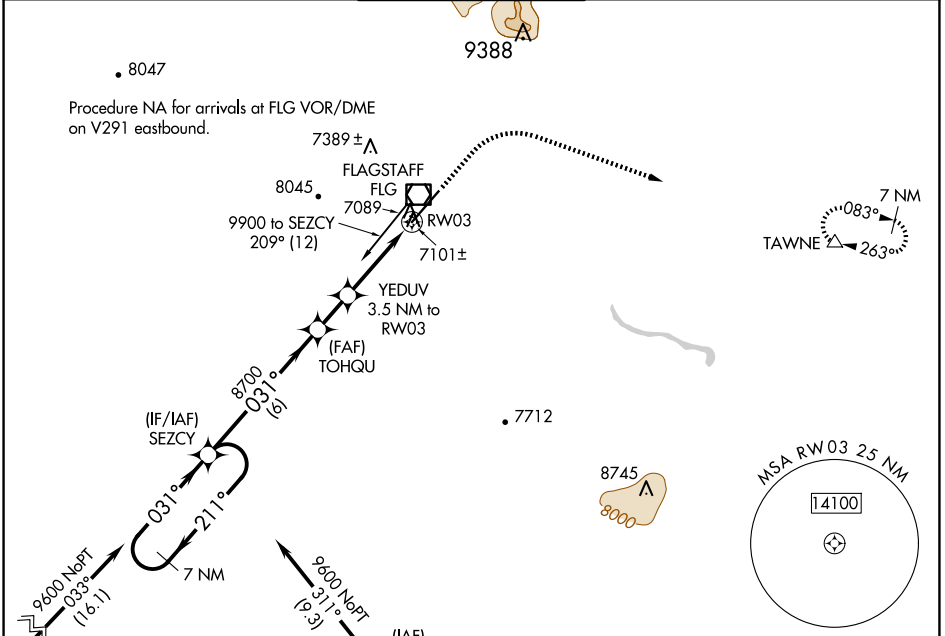 9388
8047
Procedure NA for arrivals at FLG VOR/DME
on V291 eastbound.
7389 ±
FLAGSTAFF
FLG
8045
7089
RW03
9900 to SEZCY
209° (12)
7101±
7 NM
083°
TAWNE
263°
YEDUV
3.5 NM to
RW03
(FAF)
TOHQU
8700
031°
(6)
(IF/IAF)
SEZCY
7712
031°
211°
7 NM
8745
8000
MSA RW03 25 NM
14100
9600 NoPT
033°
(16.1)
9600 NoPT
311°
(9.3)
(IAF)